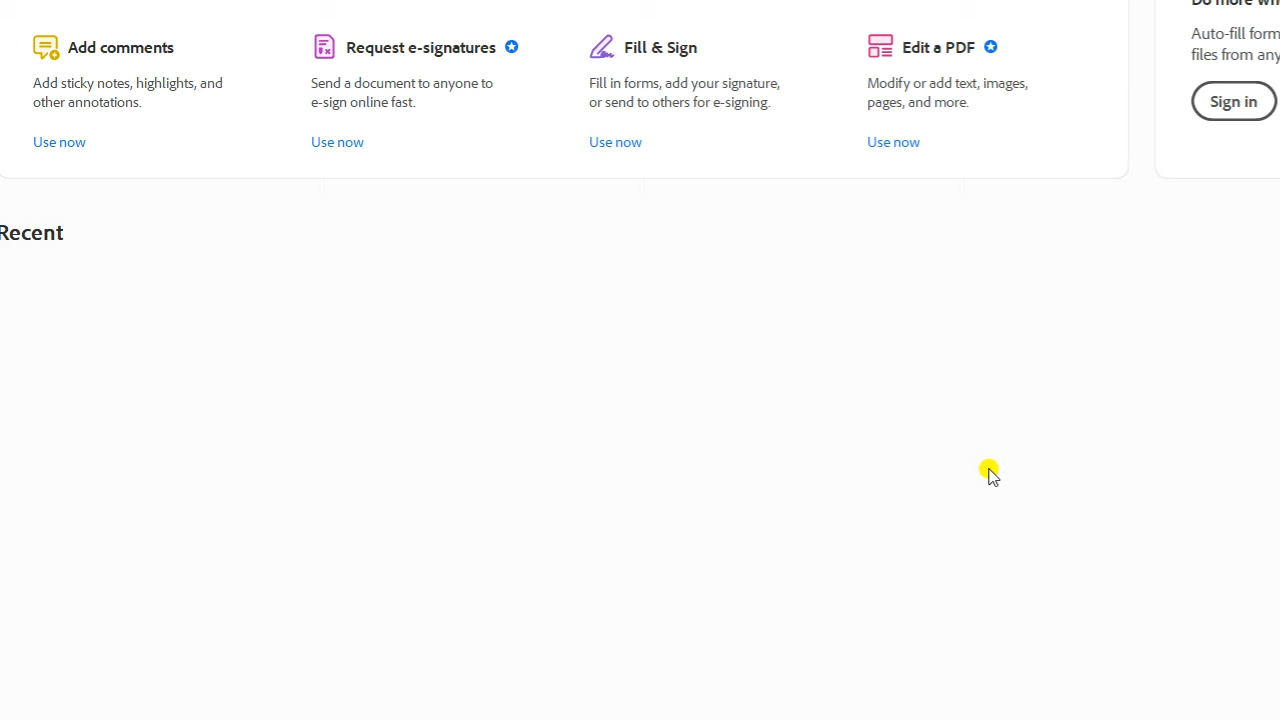 Add comments
Add sticky notes, highlights, and
other annotations.
Use now
Request e-signatures
Send a document to anyone to
e-sign online fast.
Use now
Fill & Sign
Fill in forms, add your signature,
or send to others for e-signing.
Use now
Edit a PDF
Modify or add text, images,
pages, and more.
Use now
Do more
Auto-fill form
files from any
Sign in
Recent